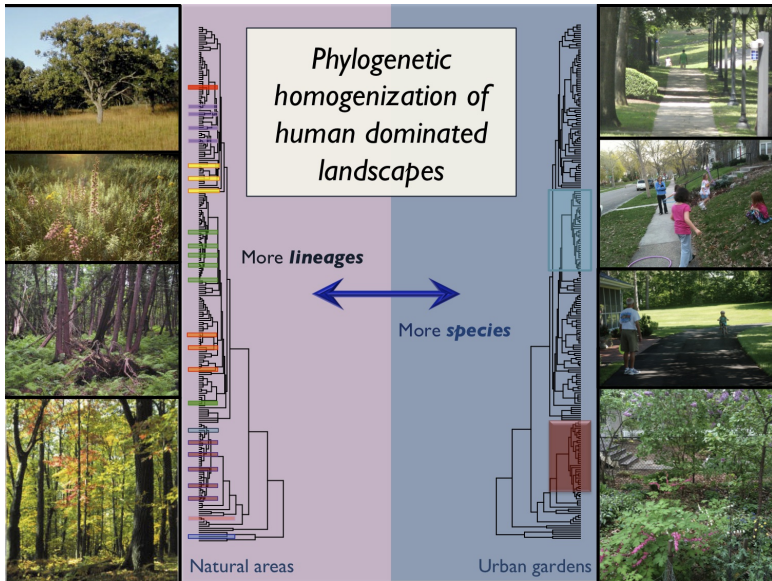 Phylogenetic
homogenization of
human dominated
landscapes
More lineages
More species
Natural areas
Urban gardens